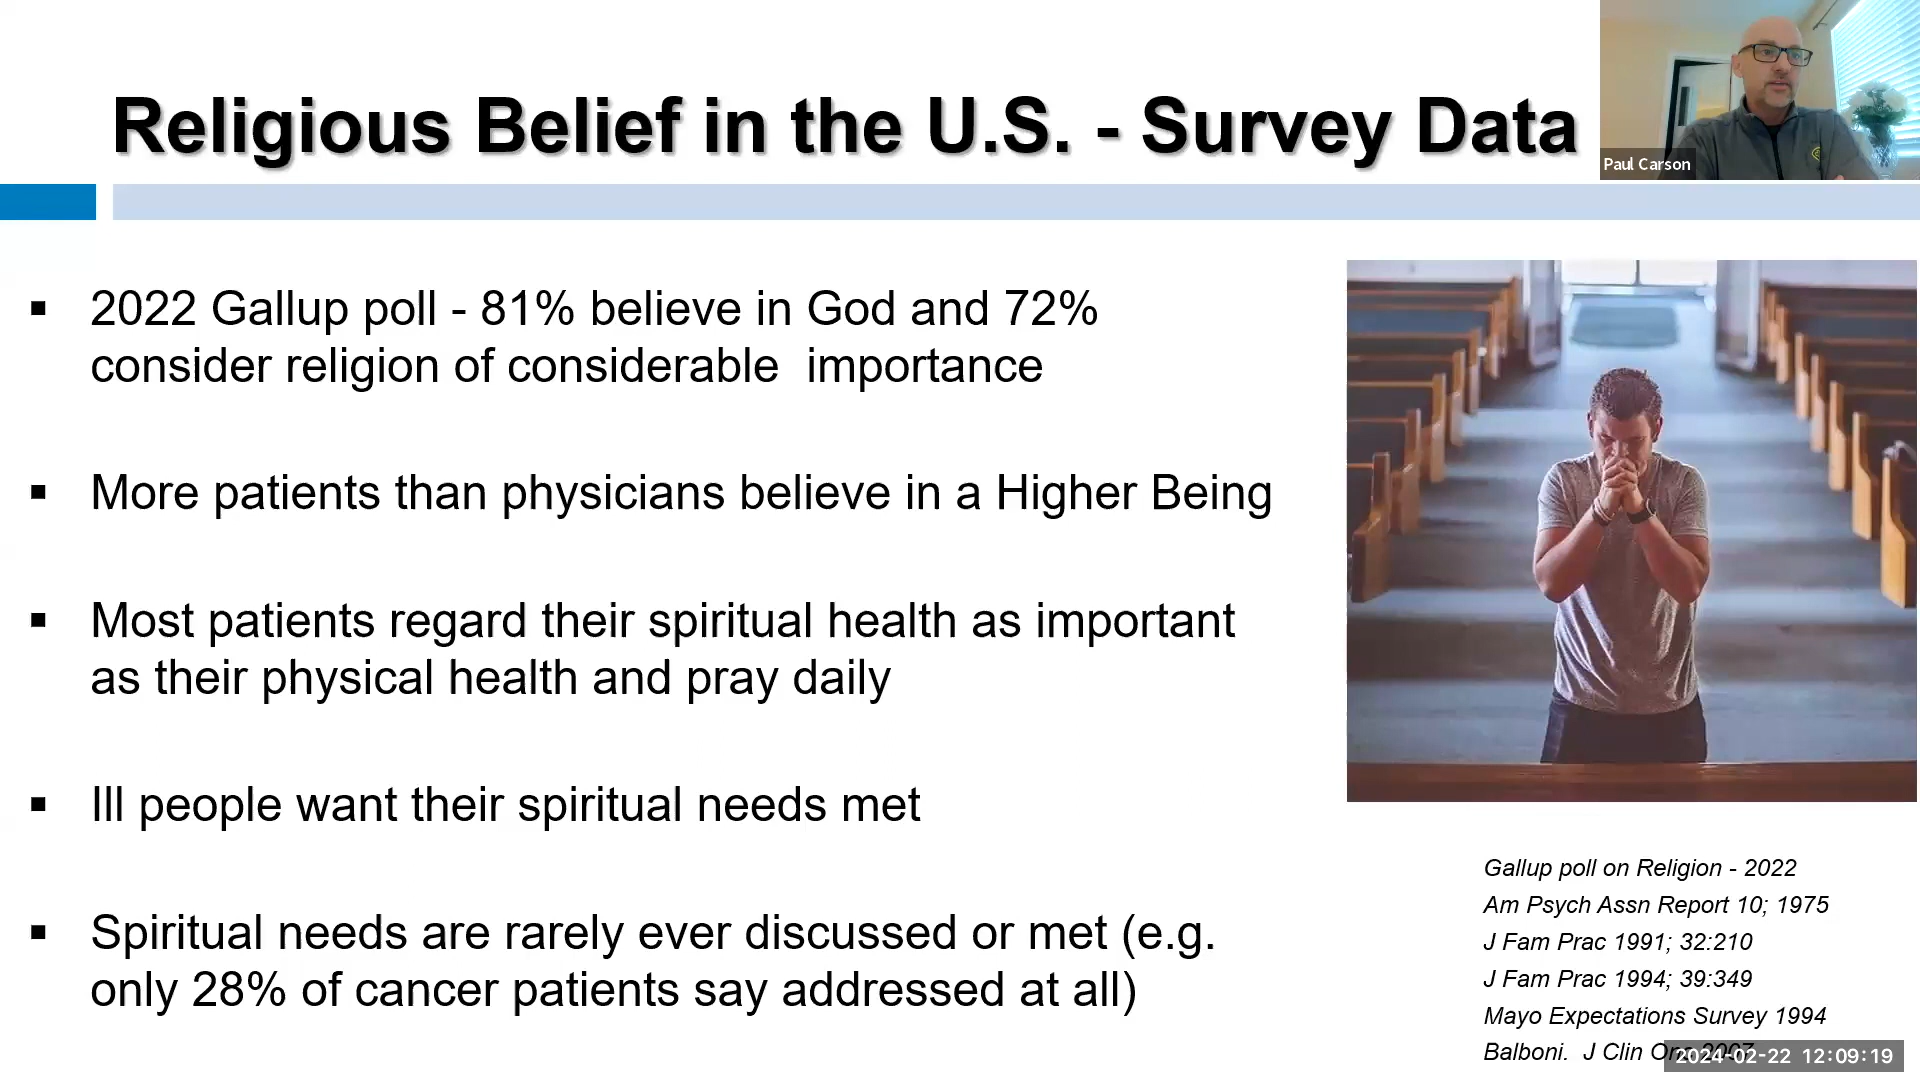 Religious Belief in the U.S. - Survey Data
Paul Carson
▪ 2022 Gallup poll - 81% believe in God and 72%
consider religion of considerable importance
▪ More patients than physicians believe in a Higher Being
▪ Most patients regard their spiritual health as important
as their physical health and pray daily
▪ Ill people want their spiritual needs met
▪ Spiritual needs are rarely ever discussed or met (e.g.
only 28% of cancer patients say addressed at all)
Gallup poll on Religion - 2022
Am Psych Assn Report 10; 1975
J Fam Prac 1991; 32:210
J Fam Prac 1994; 39:349
Mayo Expectations Survey 1994
Balboni. J Clin
2024-02-22 12:09:19